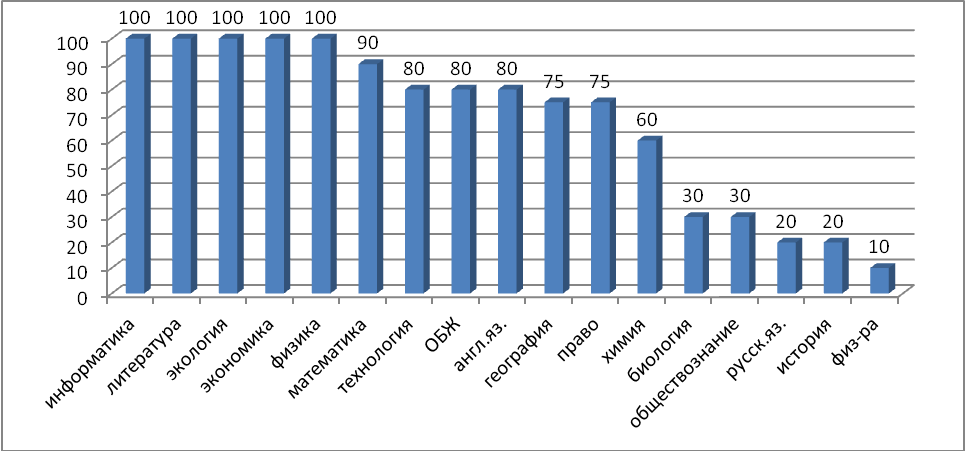 100 100 100 100 100
90
80 80 80
75 75
60
30 30
20 20
10
100
90
80
70
60
50
40
30
20
10
0
информатика
литература
экология
экономика
физика
математика
технология
ОБЖ
англ.яз.
география
право
химия
биология
обществознание
русск.яз.
история
физ-ра